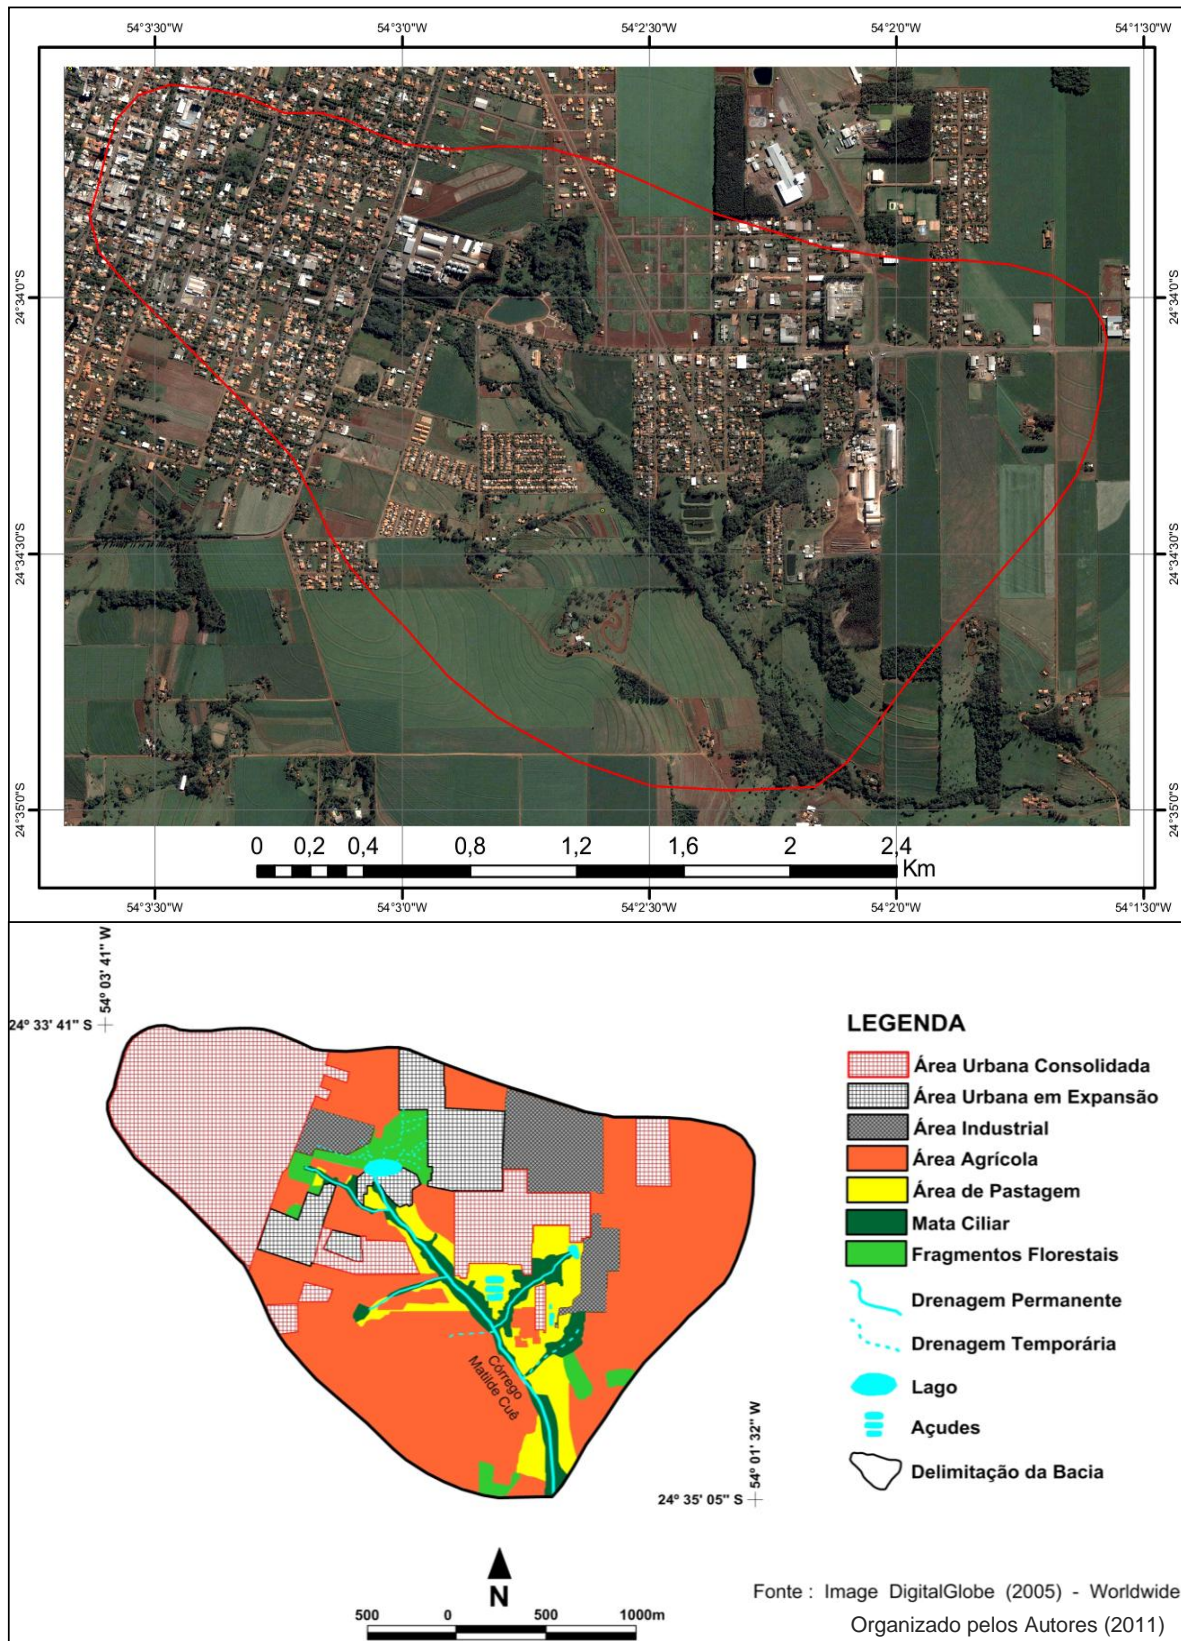 54°3'30"W 54°3'0"W 54°2'30"W 54°2'0"W 54°1'30"W
24°34'0"S 24°34'0"S
24°34'30"S 24°34'30"S
24°35'0"S 24°35'0"S
0 0,2 0,4 0,8 1,2 1,6 2 2,4
Km
54°3'30"W 54°3'0"W 54°2'30"W 54°2'0"W 54°1'30"W
54º 03' 41" W
24º 33' 41" S
Córrego
Matilde Cuê
54º 01' 32" W
24º 35' 05" S
N
500 0 500 1000m
LEGENDA
Área Urbana Consolidada
Área Urbana em Expansão
Área Industrial
Área Agrícola
Área de Pastagem
Mata Ciliar
Fragmentos Florestais
Drenagem Permanente
Drenagem Temporária
Lago
Açudes
Delimitação da Bacia
Fonte : Image DigitalGlobe (2005) - Worldwide
Organizado pelos Autores (2011)